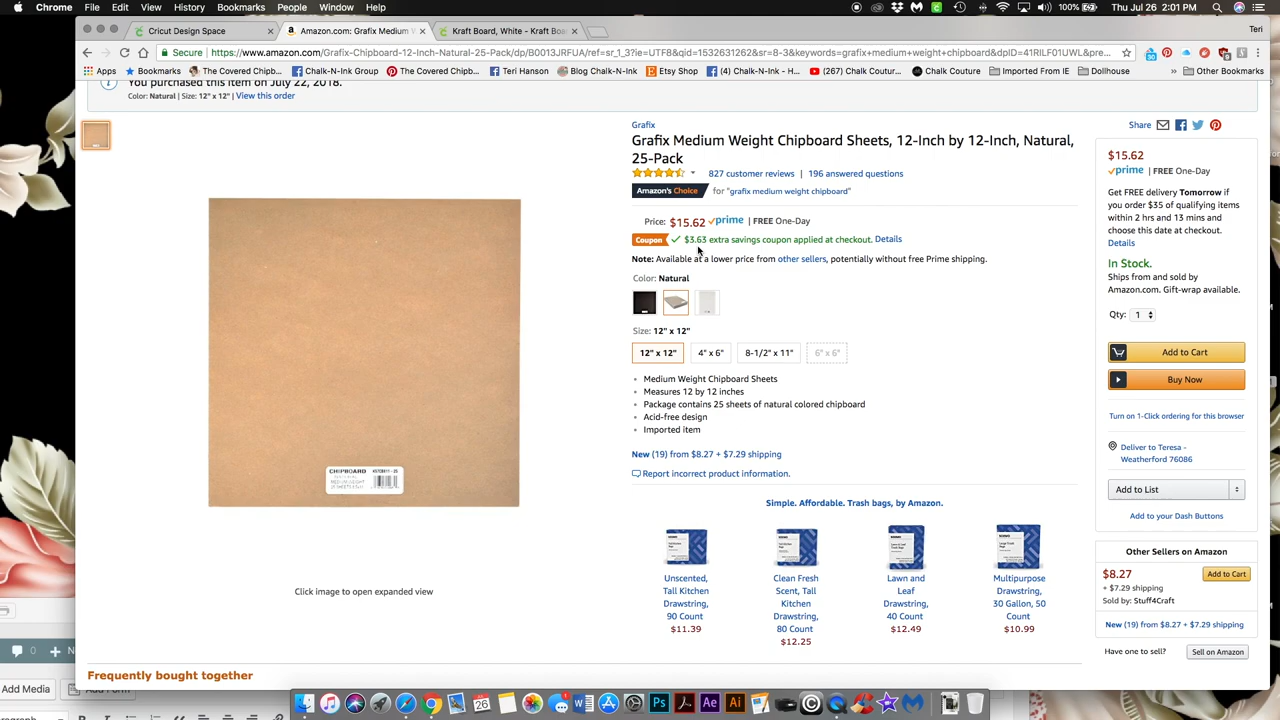 Chrome File Edit View History Bookmarks People Window Help
100%
Cricut Design Space
Amazon.com: Grafix Medium W
Kraft Board, White - Kraft Boa
Teri
Secure https://www.amazon.com/Grafix-Chipboard-12-Inch-Natural-25-Pack/dp/B0013JRFUA/ref=sr_1_3?ie=UTF8&qid=1532631262&sr=8-3&keywords=grafix+medium+weight+chipboard&dpID=41RILF01UWL&pre...
Apps Bookmarks The Covered Chipb... Chalk-N-Ink Group The Covered Chipb... Teri Hanson Blog Chalk-N-Ink Etsy Shop (4) Chalk-N-Ink - H... (267) Chalk Coutur... Chalk Couture Imported From IE Dollhouse » Other Bookmarks
You purchased this item on July 22, 2018.
Color: Natural | Size: 12" x 12" | View this order
Grafix
Grafix Medium Weight Chipboard Sheets, 12-Inch by 12-Inch, Natural,
25-Pack
827 customer reviews | 196 answered questions
Amazon's Choice for "grafix medium weight chipboard"
Price: $15.62 prime | FREE One-Day
Coupon $3.63 extra savings coupon applied at checkout. Details
Note: Available at a lower price from other sellers, potentially without free Prime shipping.
Color: Natural
Size: 12" x 12"
12" x 12" 4" x 6" 8-1/2" x 11" 6" x 6"
• Medium Weight Chipboard Sheets
• Measures 12 by 12 inches
• Package contains 25 sheets of natural colored chipboard
• Acid-free design
• Imported item
New (19) from $8.27 + $7.29 shipping
Report incorrect product information.
CHIPBOARD
Click image to open expanded view
Simple. Affordable. Trash bags, by Amazon.
Unscented,
Tall Kitchen
Drawstring,
90 Count
$11.39
Clean Fresh
Scent, Tall
Kitchen
Drawstring,
80 Count
$12.25
Lawn and
Leaf
Drawstring,
40 Count
$12.49
Multipurpose
Drawstring,
30 Gallon, 50
Count
$10.99
Frequently bought together
Share
$15.62
prime | FREE One-Day
Get FREE delivery Tomorrow if
you order $35 of qualifying items
within 2 hrs and 13 mins and
choose this date at checkout.
Details
In Stock.
Ships from and sold by
Amazon.com. Gift-wrap available.
Qty: 1
Add to Cart
Buy Now
Turn on 1-Click ordering for this browser
Deliver to Teresa -
Weatherford 76086
Add to List
Add to your Dash Buttons
Other Sellers on Amazon
$8.27
Add to Cart
+ $7.29 shipping
Sold by: Stuff4Craft
New (19) from $8.27 + $7.29 shipping
Have one to sell? Sell on Amazon
0 + N
Add Media
Add Form
26
Ps
Ae
Ai